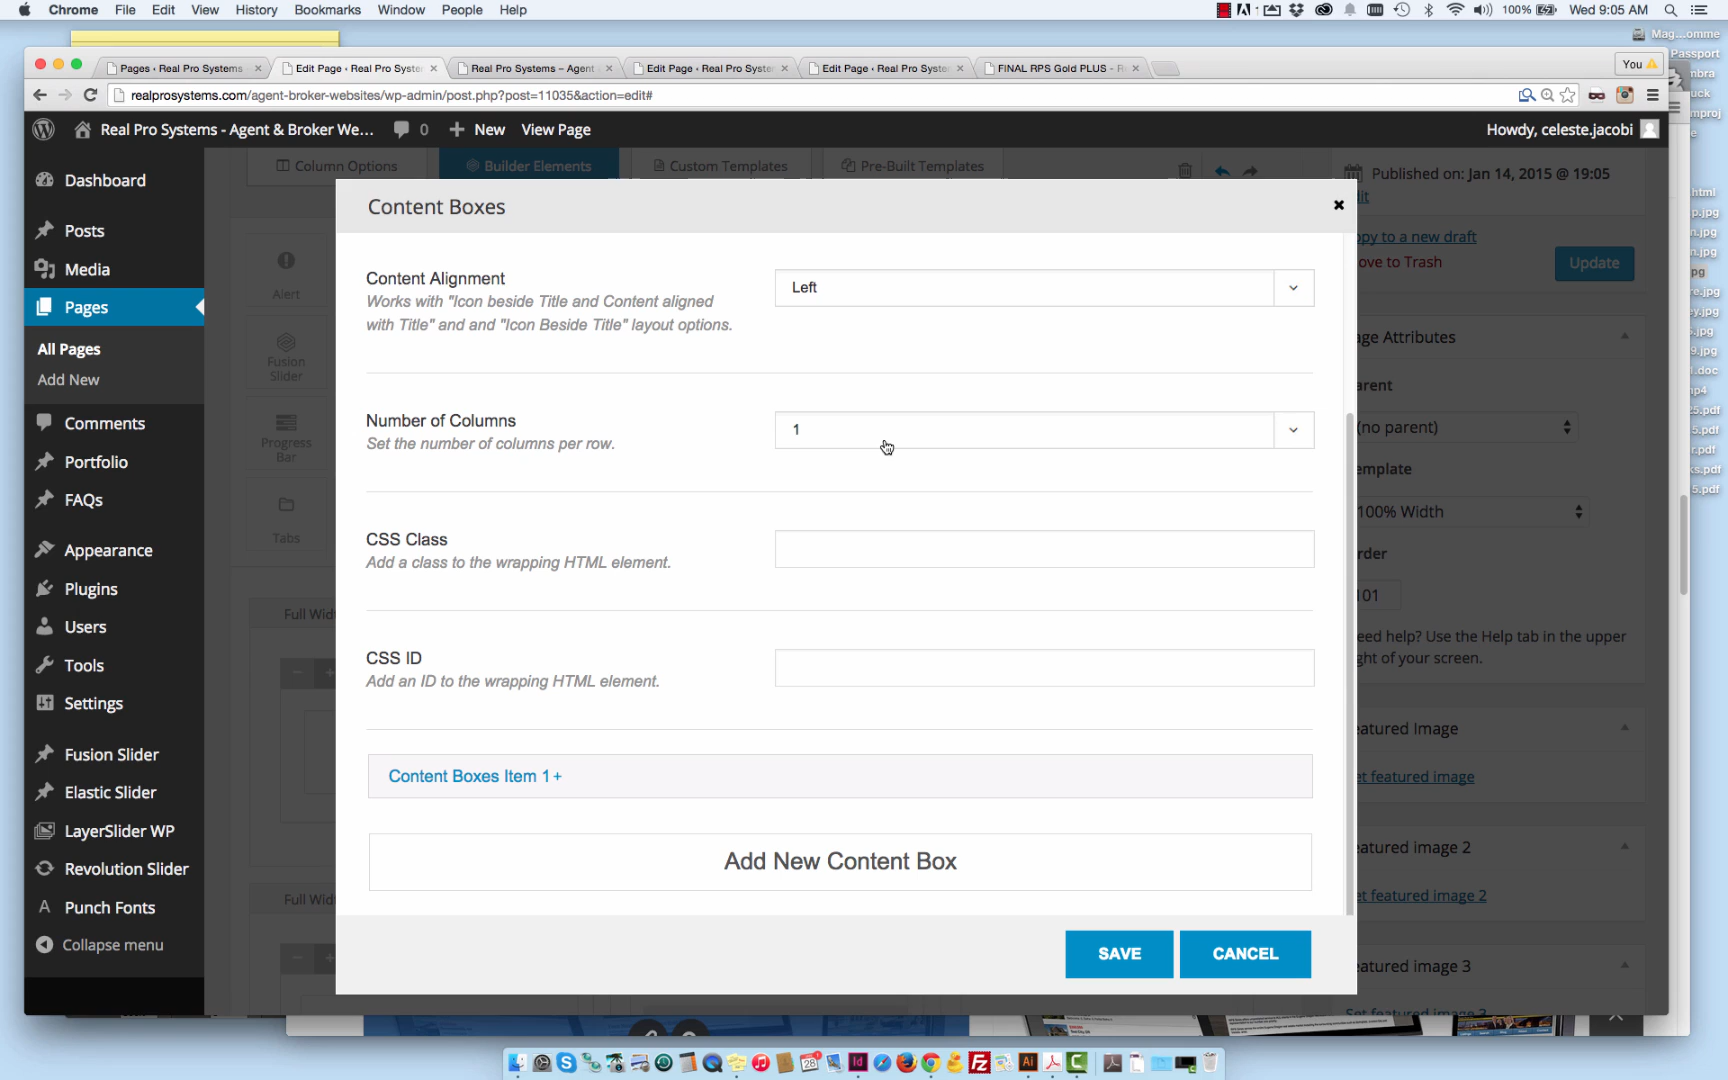 Chrome File Edit View History Bookmarks Window People Help 100% Wed 9:05 AM
Pages ‹ Real Pro Systems
Edit Page ‹ Real Pro Syste
Real Pro Systems – Agent
Edit Page ‹ Real Pro Syste
Edit Page ‹ Real Pro Syste
FINAL RPS Gold PLUS - R
You
realprosystems.com/agent-broker-websites/wp-admin/post.php?post=11035&action=edit#
Real Pro Systems - Agent & Broker We... 0 + New View Page Howdy, celeste.jacobi
Dashboard
Posts
Media
Pages
All Pages
Add New
Comments
Portfolio
FAQs
Appearance
Plugins
Users
Tools
Settings
Fusion Slider
Elastic Slider
LayerSlider WP
Revolution Slider
Punch Fonts
Collapse menu
Column Options Builder Elements Custom Templates Pre-Built Templates
Alert
Fusion
Slider
Progress
Bar
Tabs
Full Wid
Full Wid
Content Boxes
Content Alignment
Works with "Icon beside Title and Content aligned
with Title" and and "Icon Beside Title" layout options.
Left
Number of Columns
Set the number of columns per row.
1
CSS Class
Add a class to the wrapping HTML element.
CSS ID
Add an ID to the wrapping HTML element.
Content Boxes Item 1 +
Add New Content Box
SAVE CANCEL
Published on: Jan 14, 2015 @ 19:05
dit
opy to a new draft
ove to Trash
Update
age Attributes
arent
(no parent)
emplate
100% Width
rder
101
eed help? Use the Help tab in the upper
ght of your screen.
eatured Image
et featured image
eatured image 2
et featured image 2
eatured image 3
Set featured image 3
Mag...omme
Passport